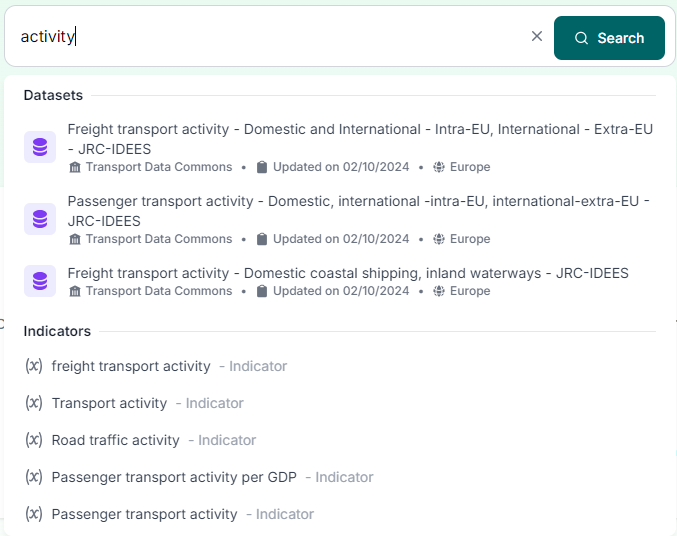 activity
Search
Datasets
Freight transport activity - Domestic and International - Intra-EU, International - Extra-EU
- JRC-IDEES
Transport Data Commons • Updated on 02/10/2024 • Europe
Passenger transport activity - Domestic, international -intra-EU, international-extra-EU -
JRC-IDEES
Transport Data Commons • Updated on 02/10/2024 • Europe
Freight transport activity - Domestic coastal shipping, inland waterways - JRC-IDEES
Transport Data Commons • Updated on 02/10/2024 • Europe
Indicators
(x) freight transport activity - Indicator
(x) Transport activity - Indicator
(x) Road traffic activity - Indicator
(x) Passenger transport activity per GDP - Indicator
(x) Passenger transport activity - Indicator